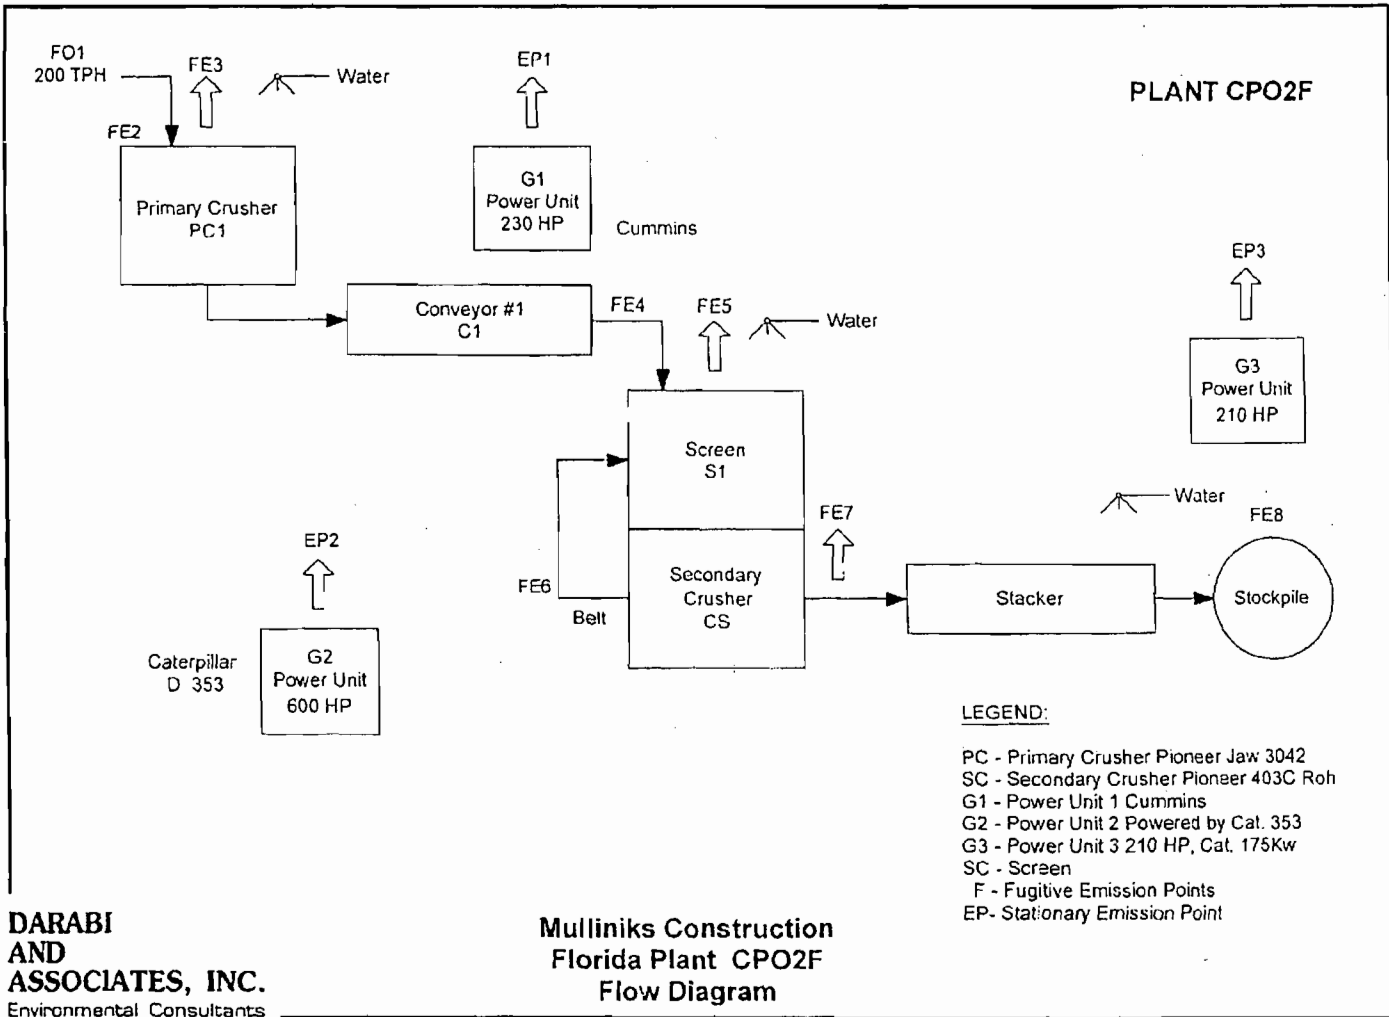 FO1
200 TPH
FE3
Water
EP1
PLANT CPO2F
FE2
Primary Crusher
PC1
G1
Power Unit
230 HP
Cummins
EP3
Conveyor #1
C1
FE4
FE5
Water
G3
Power Unit
210 HP
Screen
S1
Water
FE7
FE8
EP2
FE6
Belt
Secondary
Crusher
CS
Stacker
Stockpile
Caterpillar
D 353
G2
Power Unit
600 HP
LEGEND:
PC - Primary Crusher Pioneer Jaw 3042
SC - Secondary Crusher Pioneer 403C Roh
G1 - Power Unit 1 Cummins
G2 - Power Unit 2 Powered by Cat. 353
G3 - Power Unit 3 210 HP, Cat. 175Kw
SC - Screen
F - Fugitive Emission Points
EP- Stationary Emission Point
DARABI
AND
ASSOCIATES, INC.
Environmental Consultants
Mulliniks Construction
Florida Plant CPO2F
Flow Diagram